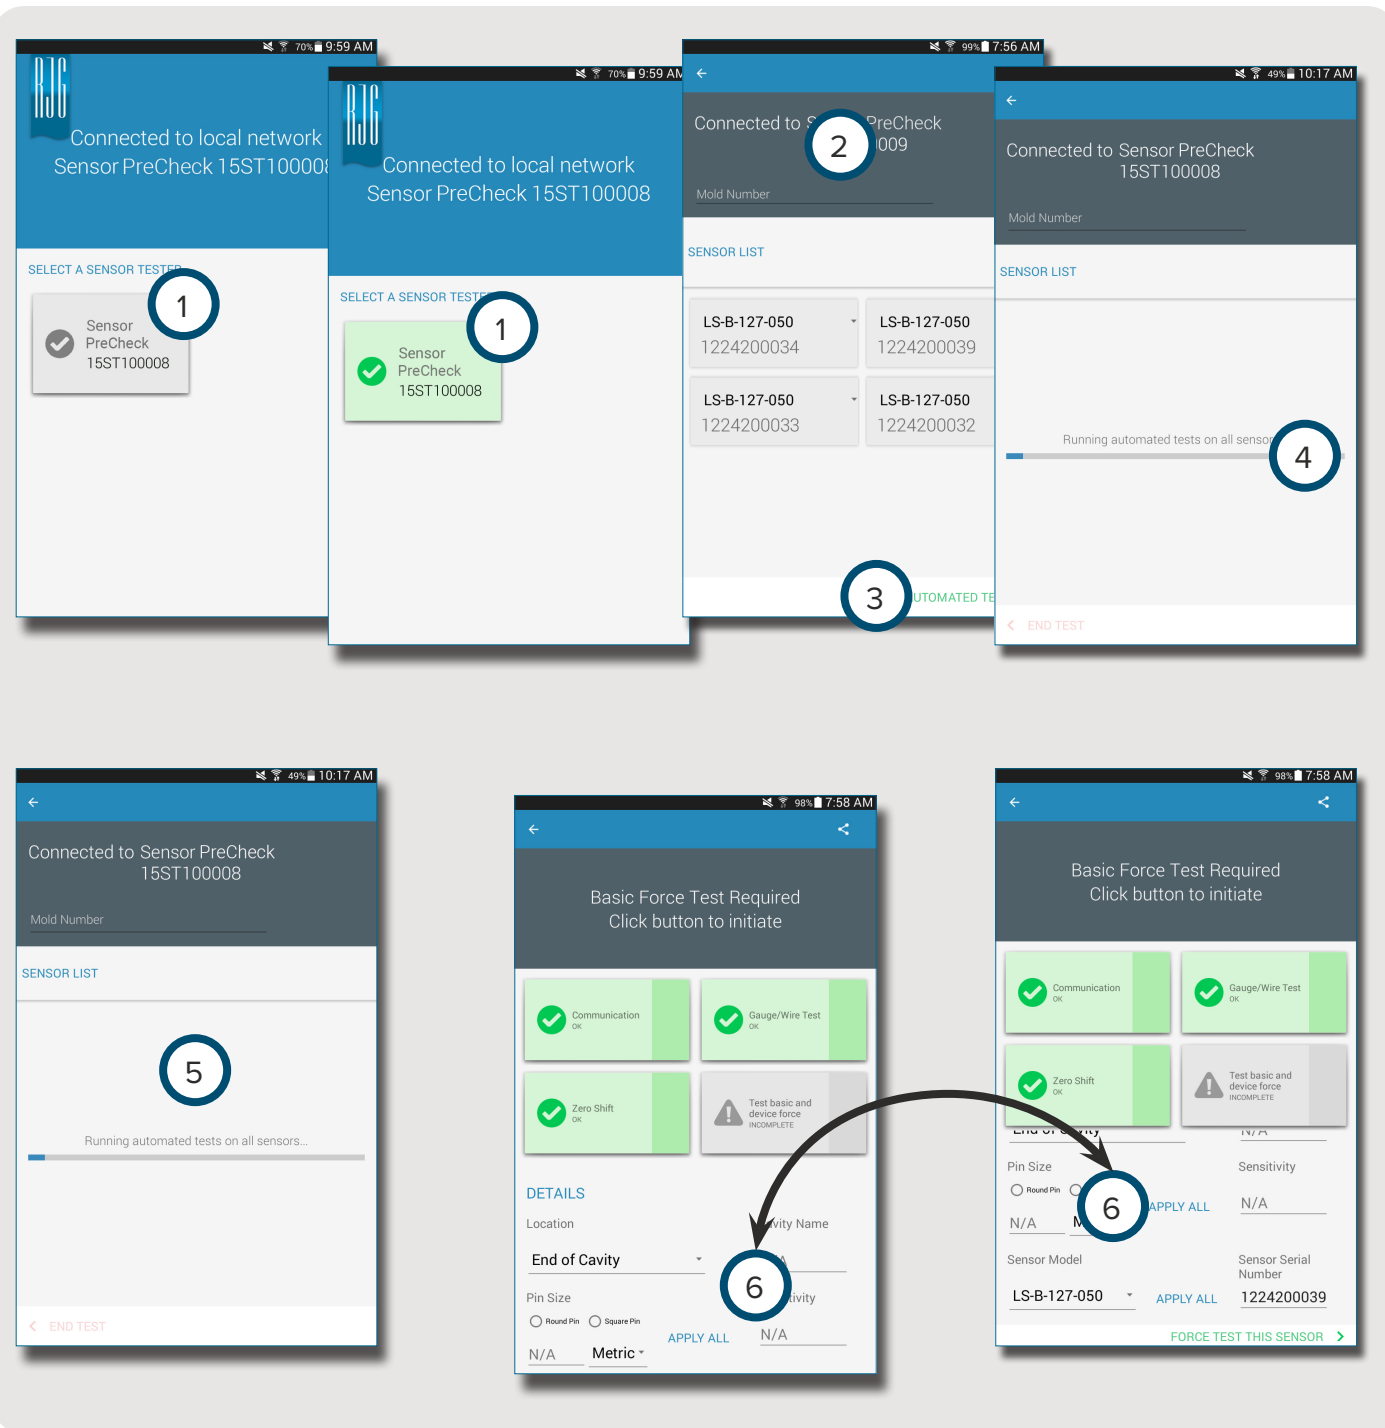 70% 9:59 AM
RJG
Connected to local network
Sensor PreCheck 15ST100008
SELECT A SENSOR TESTER
1
Sensor
PreCheck
15ST100008
70% 9:59 AM
RJG
Connected to local network
Sensor PreCheck 15ST100008
SELECT A SENSOR TESTER
1
Sensor
PreCheck
15ST100008
99% 7:56 AM
Connected to S PreCheck
2
009
Mold Number
SENSOR LIST
LS-B-127-050
1224200034
LS-B-127-050
1224200039
LS-B-127-050
1224200033
LS-B-127-050
1224200032
3
UTOMATED TE
49% 10:17 AM
Connected to Sensor PreCheck
15ST100008
Mold Number
SENSOR LIST
Running automated tests on all sensor
4
END TEST
49% 10:17 AM
Connected to Sensor PreCheck
15ST100008
Mold Number
SENSOR LIST
5
Running automated tests on all sensors...
END TEST
98% 7:58 AM
Basic Force Test Required
Click button to initiate
Communication
OK
Gauge/Wire Test
OK
Zero Shift
OK
Test basic and
device force
INCOMPLETE
DETAILS
Location
vity Name
End of Cavity
6
Pin Size
tivity
Round Pin
Square Pin
APPLY ALL
N/A
N/A
Metric
98% 7:58 AM
Basic Force Test Required
Click button to initiate
Communication
OK
Gauge/Wire Test
OK
Zero Shift
OK
Test basic and
device force
INCOMPLETE
End of Cavity
N/A
Pin Size
Sensitivity
Round Pin
6
APPLY ALL
N/A
N/A
M
Sensor Model
Sensor Serial
Number
LS-B-127-050
APPLY ALL
1224200039
FORCE TEST THIS SENSOR